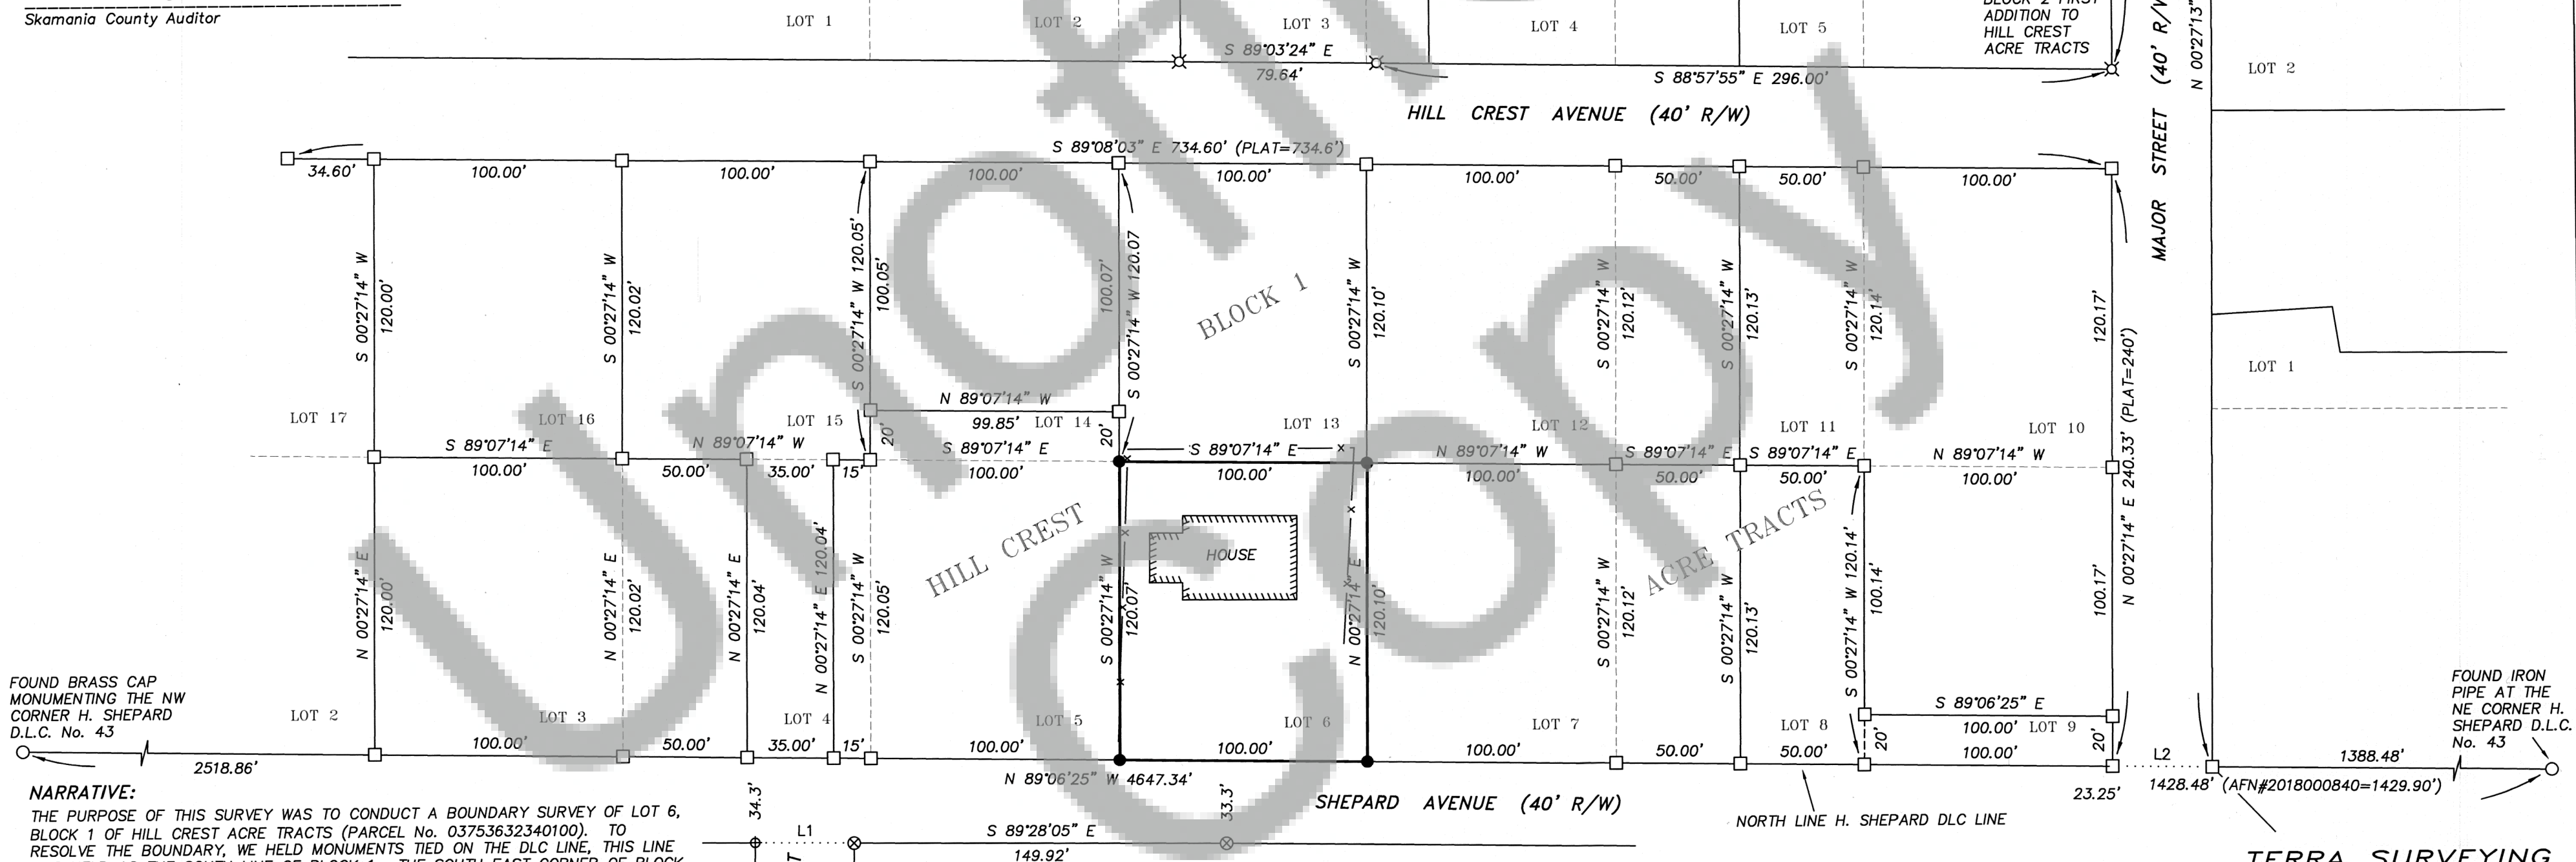 Skamania County Auditor
LOT 1
LOT 2
LOT 3
LOT 4
LOT 5
ADDITION TO
HILL CREST
ACRE TRACTS
MAJOR STREET (40' R/W)
N 00°27'13"
LOT 2
S 89°03'24" E
79.64'
S 88°57'55" E 296.00'
HILL CREST AVENUE (40' R/W)
S 89°08'03" E 734.60' (PLAT=734.6')
34.60'
100.00'
100.00'
100.00'
100.00'
100.00'
50.00'
50.00'
100.00'
S 00°27'14" W
120.00'
S 00°27'14" W
120.02'
S 00°27'14" W 120.05'
100.05'
100.07'
S 00°27'14" W 120.07
BLOCK 1
S 00°27'14" W
120.10'
S 00°27'14" W
120.12'
S 00°27'14" W
120.13'
S 00°27'14" W
120.14'
120.17'
N 00°27'14" E 240.33' (PLAT=240')
LOT 1
LOT 17
LOT 16
LOT 15
N 89°07'14" W
99.85'
LOT 14
20'
20'
LOT 13
LOT 12
LOT 11
LOT 10
S 89°07'14" E
100.00'
N 89°07'14" W
50.00'
35.00'
15'
S 89°07'14" E
100.00'
S 89°07'14" E
100.00'
N 89°07'14" W
100.00'
S 89°07'14" E
50.00'
S 89°07'14" E
50.00'
N 89°07'14" W
100.00'
HILL CREST
ACRE TRACTS
HOUSE
N 00°27'14" E
120.00'
N 00°27'14" E
120.02'
N 00°27'14" E
120.04'
N 00°27'14" E 120.04'
S 00°27'14" W
120.05'
S 00°27'14" W
120.07'
N 00°27'14" E
120.10'
S 00°27'14" W
120.12'
S 00°27'14" W
120.13'
S 00°27'14" W 120.14'
100.14'
100.17'
FOUND BRASS CAP
MONUMENTING THE NW
CORNER H. SHEPARD
D.L.C. No. 43
LOT 2
LOT 3
LOT 4
LOT 5
LOT 6
LOT 7
LOT 8
S 89°06'25" E
100.00'
LOT 9
20'
20'
FOUND IRON
PIPE AT THE
NE CORNER H.
SHEPARD D.L.C.
No. 43
2518.86'
100.00'
50.00'
35.00'
15'
100.00'
100.00'
100.00'
50.00'
50.00'
100.00'
L2
1388.48'
N 89°06'25" W 4647.34'
23.25'
1428.48' (AFN#2018000840=1429.90')
SHEPARD AVENUE (40' R/W)
NORTH LINE H. SHEPARD DLC LINE
34.3'
33.3'
L1
S 89°28'05" E
149.92'
NARRATIVE:
THE PURPOSE OF THIS SURVEY WAS TO CONDUCT A BOUNDARY SURVEY OF LOT 6,
BLOCK 1 OF HILL CREST ACRE TRACTS (PARCEL No. 03753632340100). TO
RESOLVE THE BOUNDARY, WE HELD MONUMENTS TIED ON THE DLC LINE, THIS LINE
TERRA SURVEYING
Unofficial
Copy